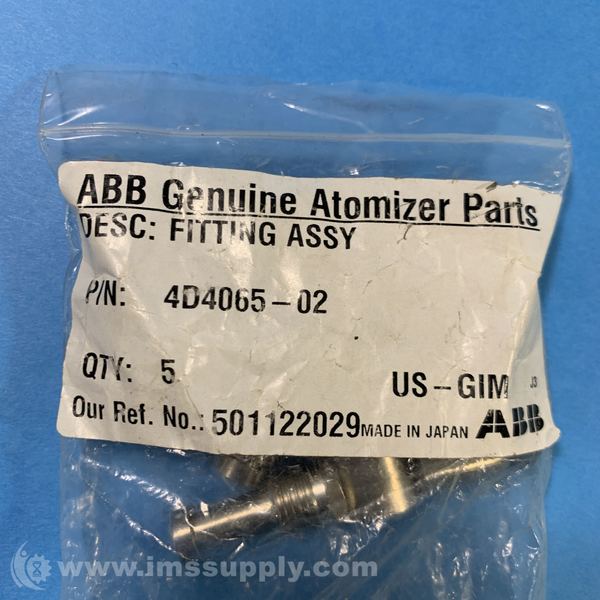 ABB Genuine Atomizer Parts
DESC: FITTING ASSY
P/N: 4D4065-02
QTY: 5
US-GIM J3
Our Ref. No.: 501122029 MADE IN JAPAN ABB
www.imssupply.com